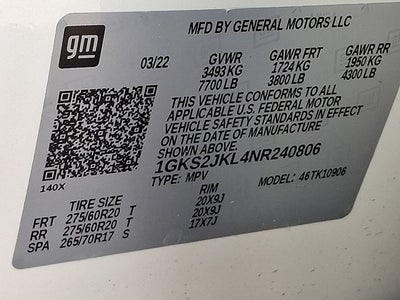 gm
MFD BY GENERAL MOTORS LLC
03/22 GVWR GAWR FRT GAWR RR
3493 KG 1724 KG 1950 KG
7700 LB 3800 LB 4300 LB
THIS VEHICLE CONFORMS TO ALL
APPLICABLE U.S. FEDERAL MOTOR
VEHICLE SAFETY STANDARDS IN EFFECT
ON THE DATE OF MANUFACTURE
SHOWN ABOVE.
1GKS2JKL4NR240806
TYPE: MPV MODEL: 46TK10906
140X
TIRE SIZE RIM
FRT 275/60R20 T 20X9J
RR 275/60R20 T 20X9J
SPA 265/70R17 S 17X7J